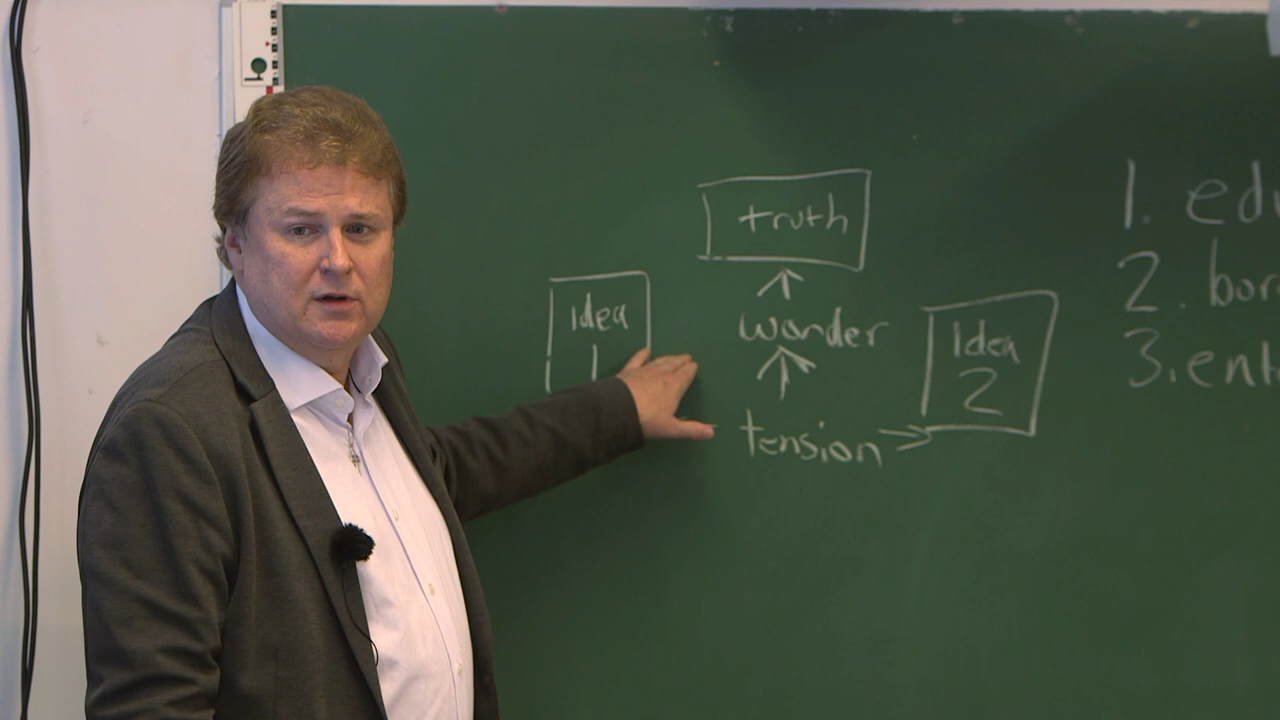 truth
Idea
1
wonder
Idea
2
tension
1. ed
2. bor
3. ent